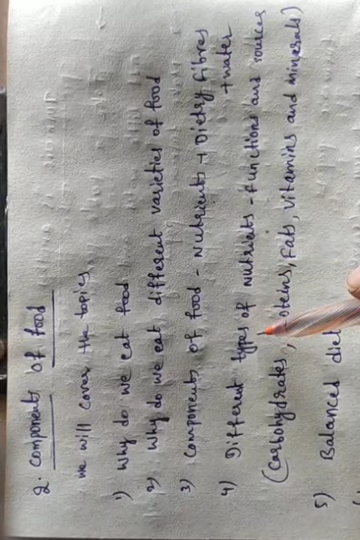 2. Components of food
we will cover the topics
1) Why do we eat food
2) Why do we eat different varieties of food
3) Components of food - Nutrients + Dietry fibres
+ water
4) Different types of Nutrients - functions and sources
(Carbohydrates, oteins, Fats, vitamins and minerals)
5) Balanced diet